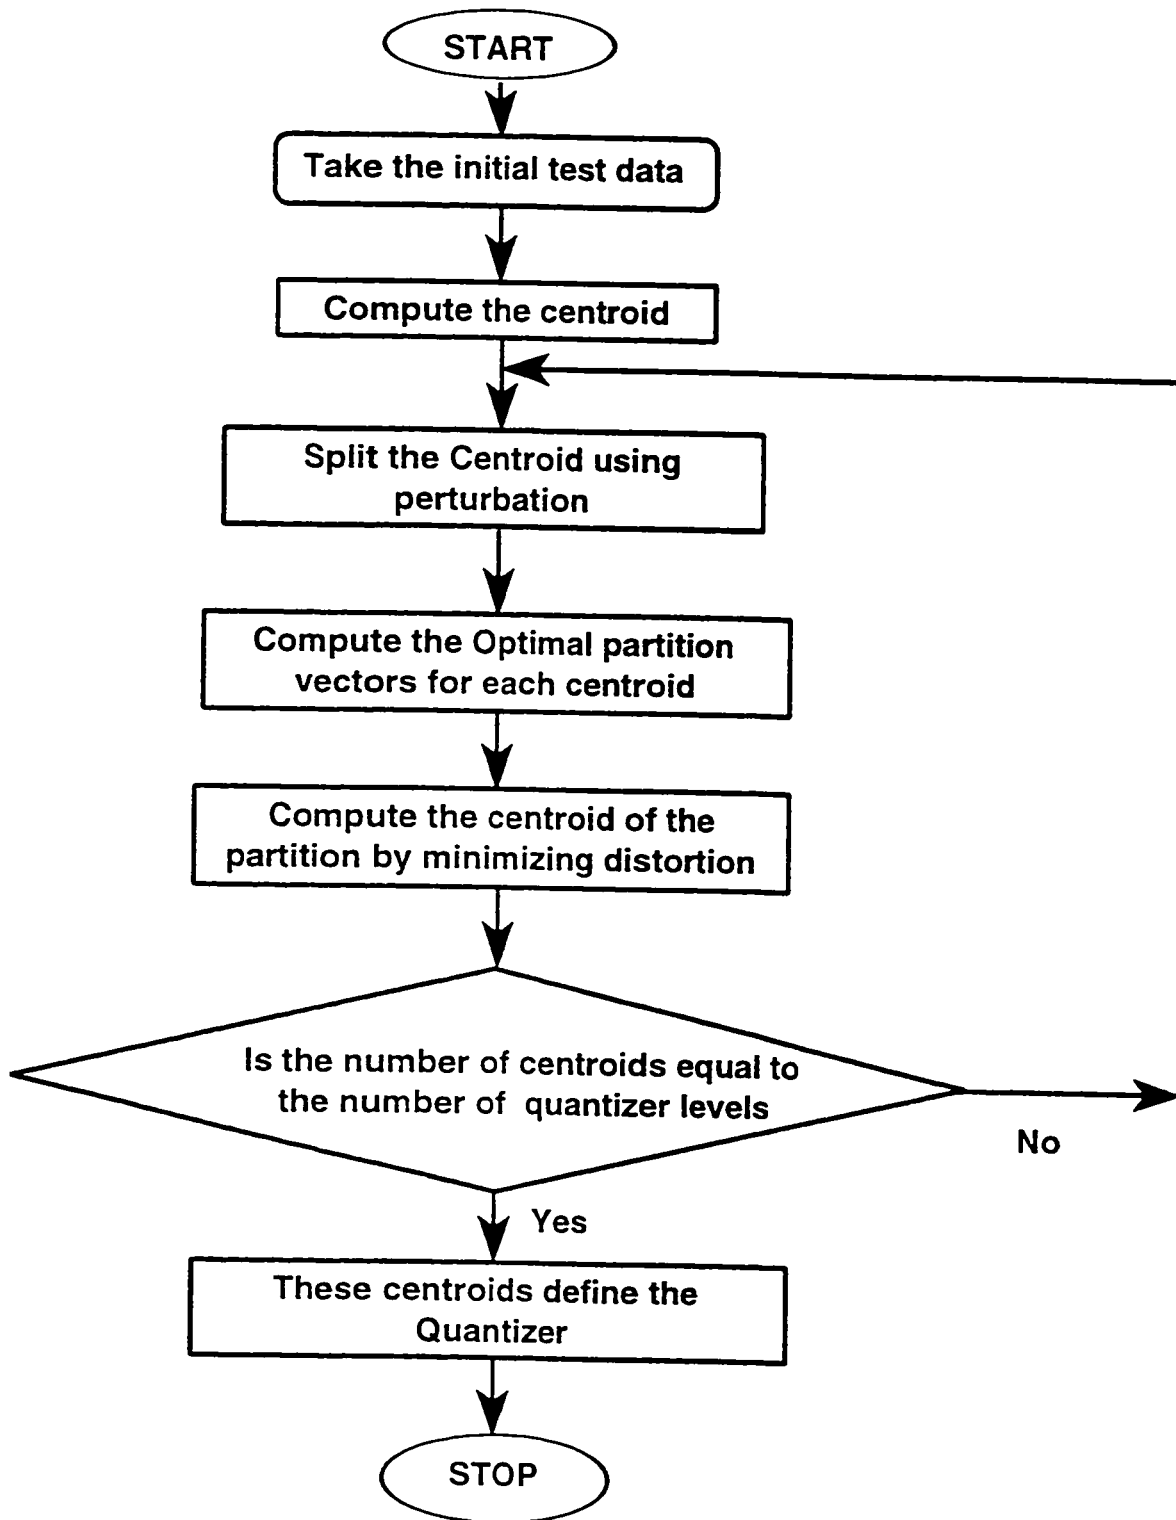 START
Take the initial test data
Compute the centroid
Split the Centroid using
perturbation
Compute the Optimal partition
vectors for each centroid
Compute the centroid of the
partition by minimizing distortion
Is the number of centroids equal to
the number of quantizer levels
No
Yes
These centroids define the
Quantizer
STOP